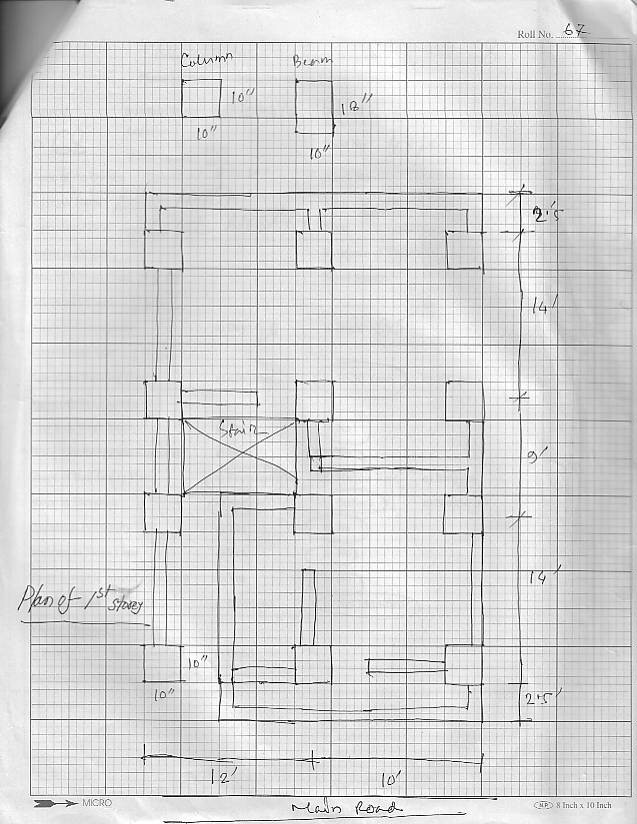 Roll No. 67
Column
Beam
10"
10"
18"
10"
2'5
14'
Stair
9'
14'
Plan of 1st Storey
10"
10"
2'5'
12'
10'
Main Road
MICRO
N.P. 8 Inch x 10 Inch